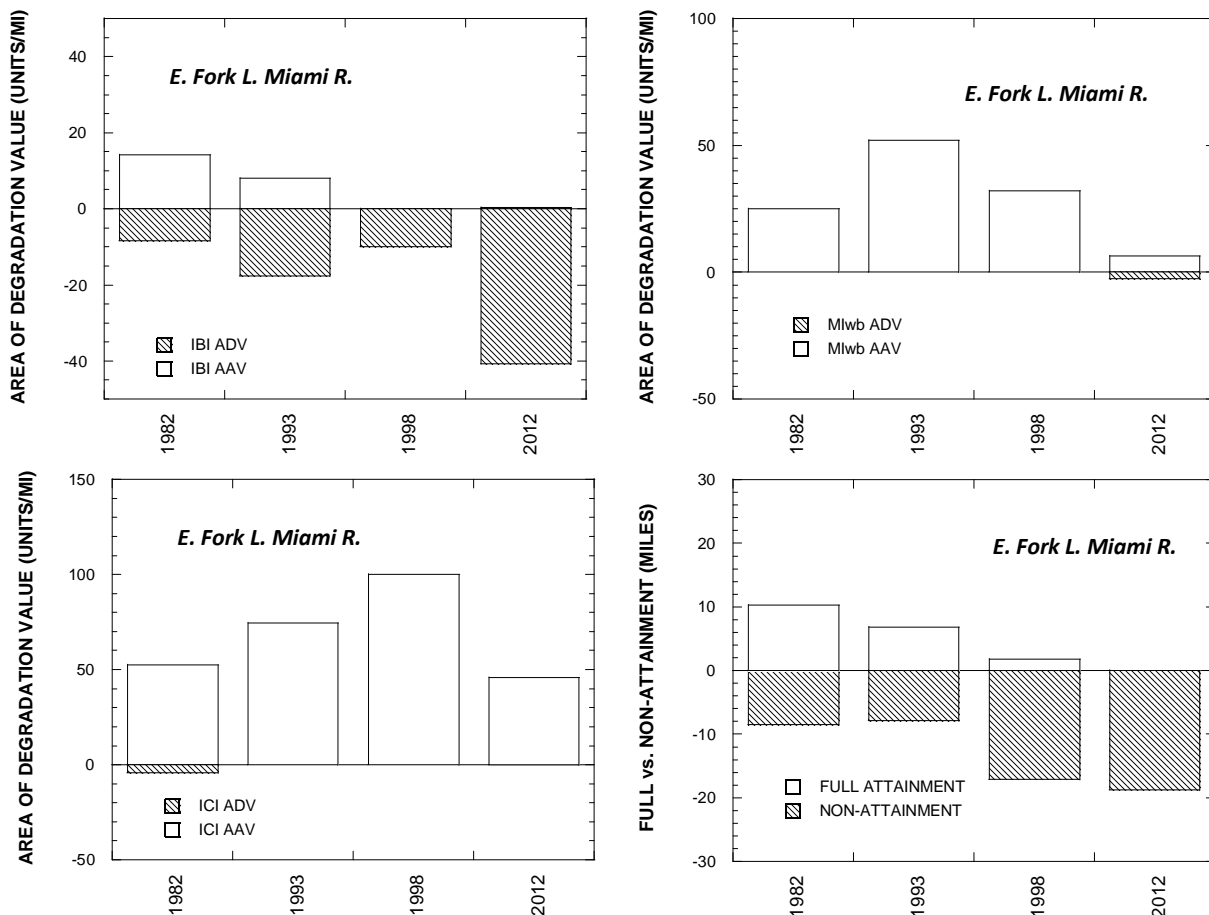 AREA OF DEGRADATION VALUE (UNITS/MI)
40
20
0
-20
-40
E. Fork L. Miami R.
IBI ADV
IBI AAV
1982
1993
1998
2012
AREA OF DEGRADATION VALUE (UNITS/MI)
100
50
0
-50
E. Fork L. Miami R.
MIwb ADV
MIwb AAV
1982
1993
1998
2012
AREA OF DEGRADATION VALUE (UNITS/MI)
150
100
50
0
-50
E. Fork L. Miami R.
ICI ADV
ICI AAV
1982
1993
1998
2012
FULL vs. NON-ATTAINMENT (MILES)
30
20
10
0
-10
-20
-30
E. Fork L. Miami R.
FULL ATTAINMENT
NON-ATTAINMENT
1982
1993
1998
2012